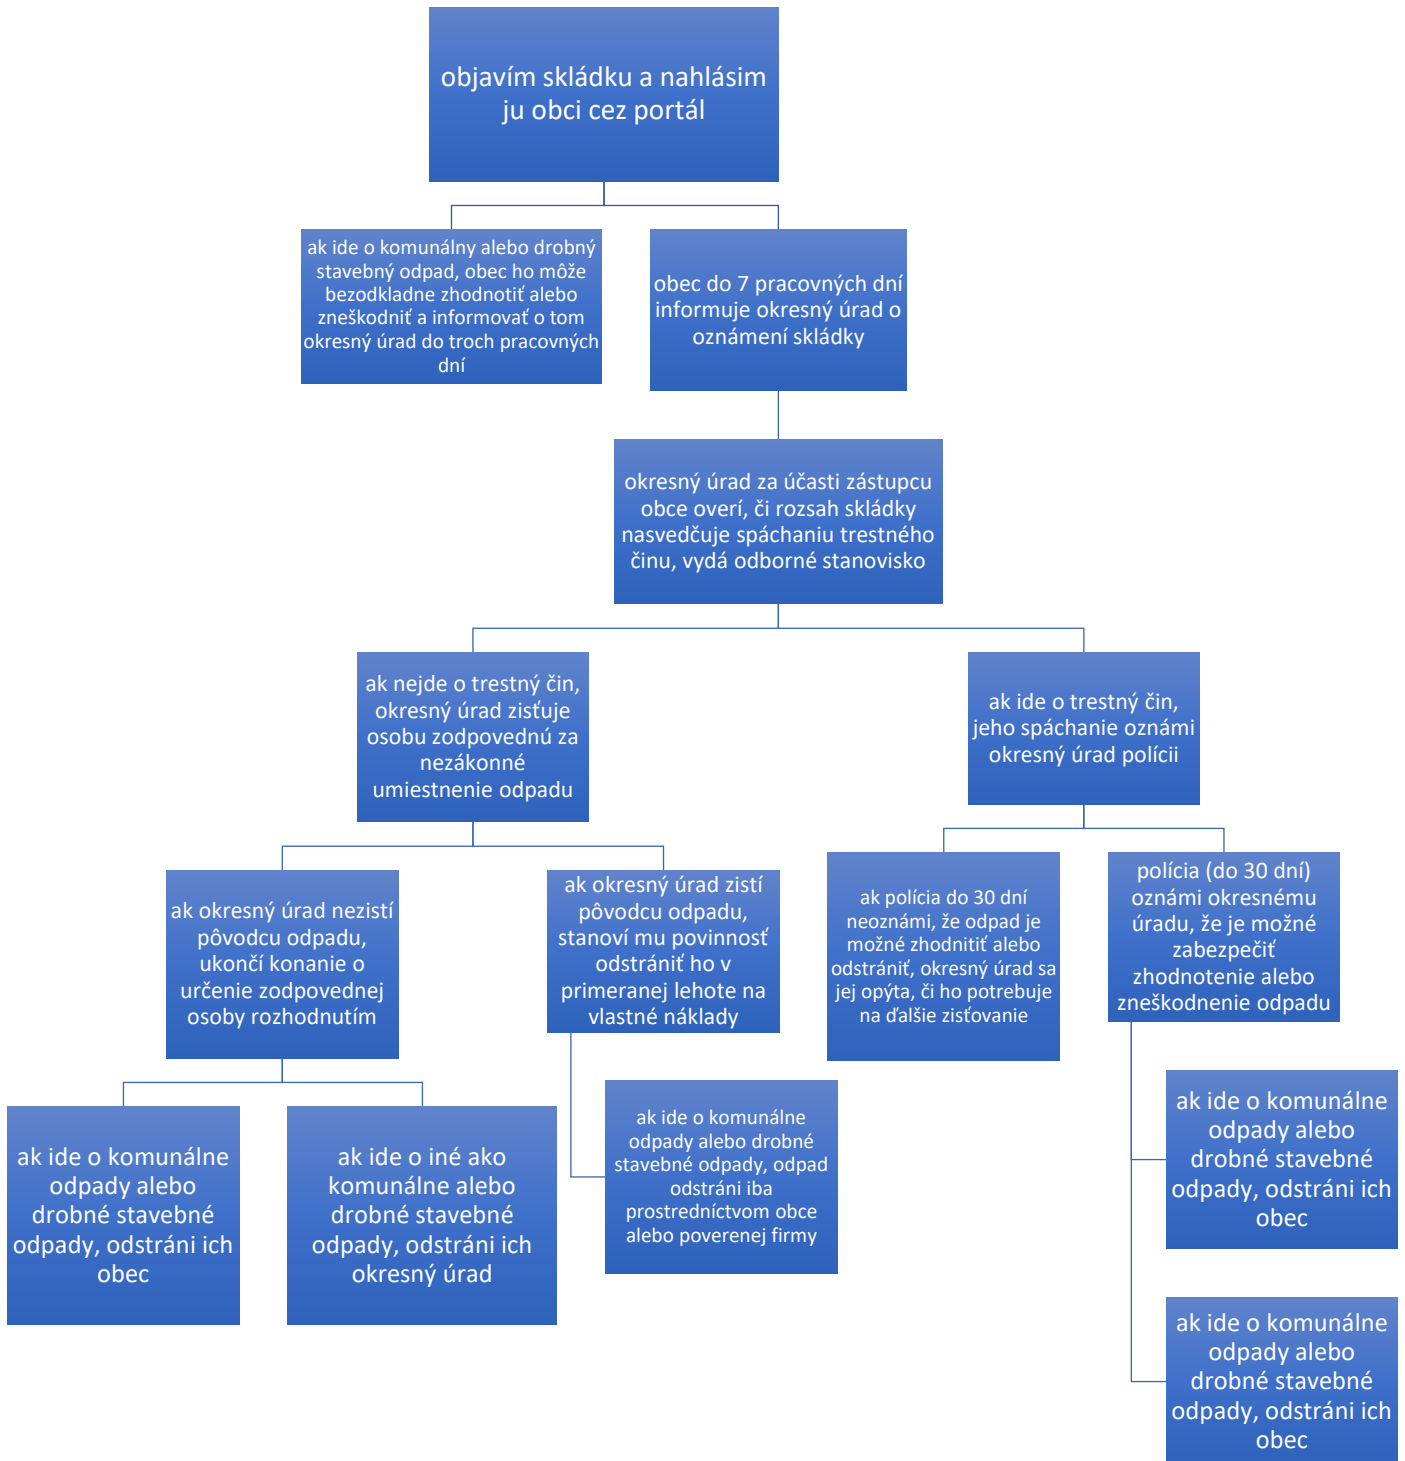 objavím skládku a nahlásim
ju obci cez portál
ak ide o komunálny alebo drobný
stavebný odpad, obec ho môže
bezodkladne zhodnotiť alebo
zneškodniť a informovať o tom
okresný úrad do troch pracovných
dní
obec do 7 pracovných dní
informuje okresný úrad o
oznámení skládky
okresný úrad za účasti zástupcu
obce overí, či rozsah skládky
nasvedčuje spáchaniu trestného
činu, vydá odborné stanovisko
ak nejde o trestný čin,
okresný úrad zisťuje
osobu zodpovednú za
nezákonné
umiestnenie odpadu
ak ide o trestný čin,
jeho spáchanie oznámi
okresný úrad polícii
ak okresný úrad nezistí
pôvodcu odpadu,
ukončí konanie o
určenie zodpovednej
osoby rozhodnutím
ak okresný úrad zistí
pôvodcu odpadu,
stanoví mu povinnosť
odstrániť ho v
primeranej lehote na
vlastné náklady
ak polícia do 30 dní
neoznámi, že odpad je
možné zhodnitiť alebo
odstrániť, okresný úrad sa
jej opýta, či ho potrebuje
na ďalšie zisťovanie
polícia (do 30 dní)
oznámi okresnému
úradu, že je možné
zabezpečiť
zhodnotenie alebo
zneškodnenie odpadu
ak ide o komunálne
odpady alebo
drobné stavebné
odpady, odstráni ich
obec
ak ide o iné ako
komunálne alebo
drobné stavebné
odpady, odstráni ich
okresný úrad
ak ide o komunálne
odpady alebo drobné
stavebné odpady, odpad
odstráni iba
prostredníctvom obce
alebo poverenej firmy
ak ide o komunálne
odpady alebo
drobné stavebné
odpady, odstráni ich
obec
ak ide o komunálne
odpady alebo
drobné stavebné
odpady, odstráni ich
obec